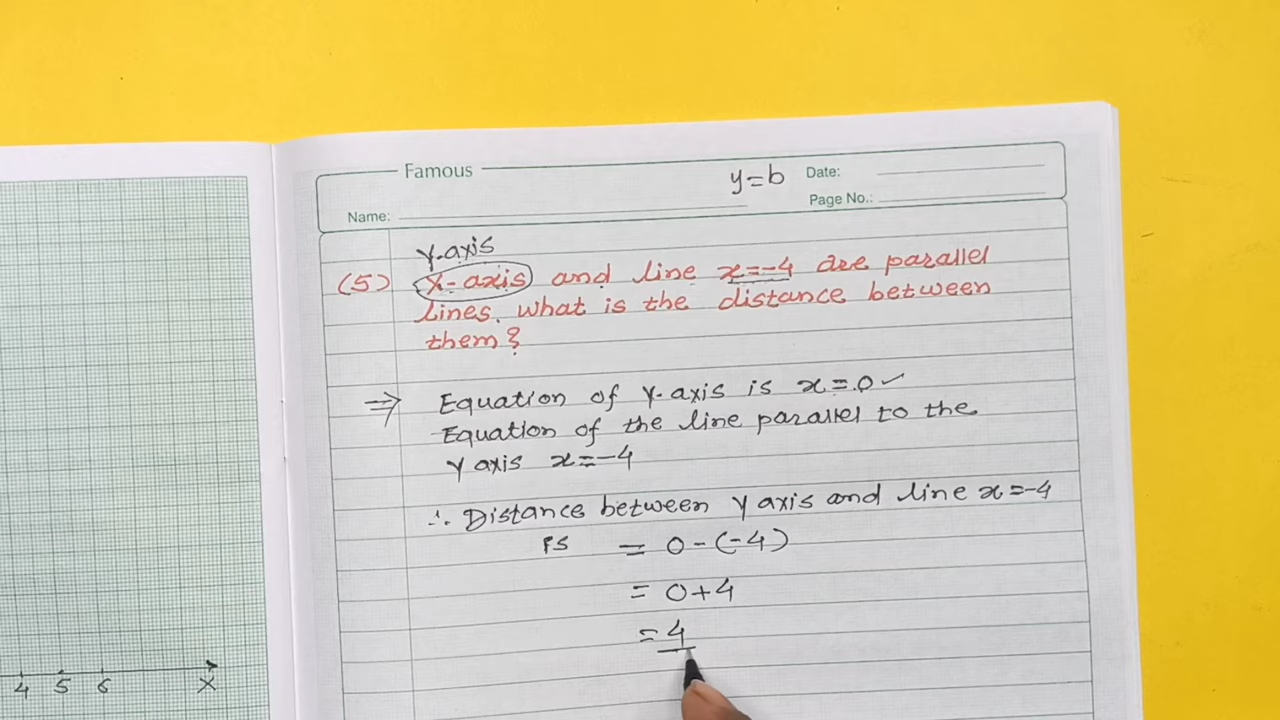 Famous
y=b
Date:
Page No.:
Name:
Y-axis
(5) X-axis and line x=-4 are parallel
lines. What is the distance between
them?
⇒ Equation of Y-axis is x=0 ✓
Equation of the line parallel to the
Y axis x=-4
∴ Distance between Y axis and line x=-4
is = 0-(-4)
= 0+4
= 4
4 5 6 X